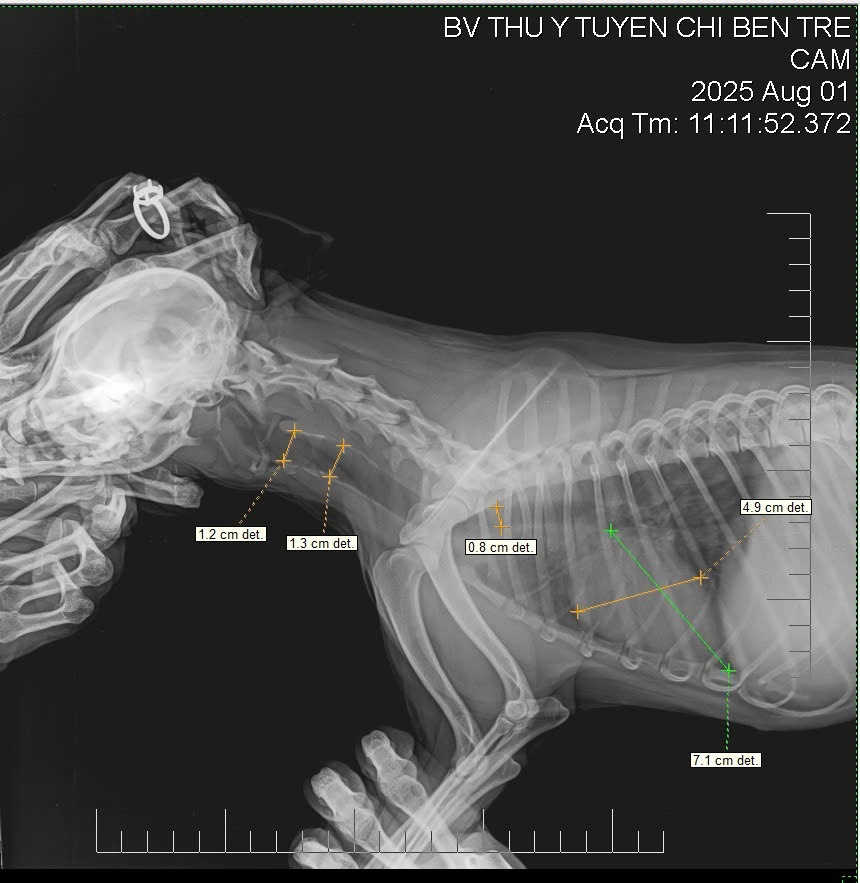 BV THU Y TUYEN CHI BEN TRE
CAM
2025 Aug 01
Acq Tm: 11:11:52.372
4.9 cm det.
1.2 cm det.
1.3 cm det.
0.8 cm det.
7.1 cm det.